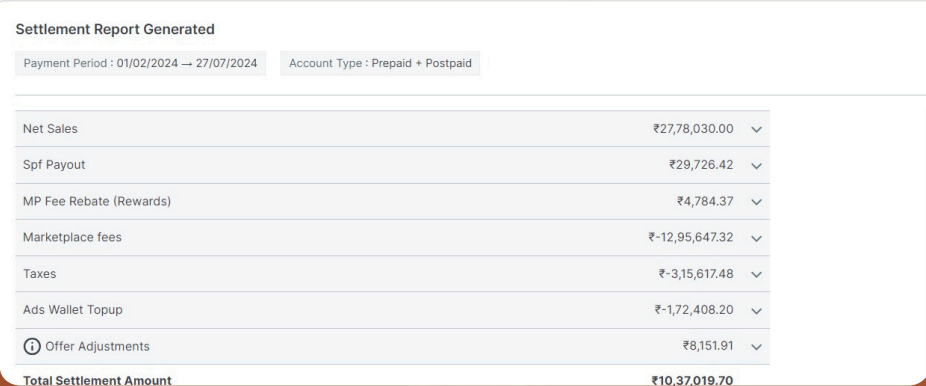 Settlement Report Generated
Payment Period : 01/02/2024 → 27/07/2024 Account Type : Prepaid + Postpaid
Net Sales ₹27,78,030.00
Spf Payout ₹29,726.42
MP Fee Rebate (Rewards) ₹4,784.37
Marketplace fees ₹-12,95,647.32
Taxes ₹-3,15,617.48
Ads Wallet Topup ₹-1,72,408.20
Offer Adjustments ₹8,151.91
Total Settlement Amount ₹10,37,019.70